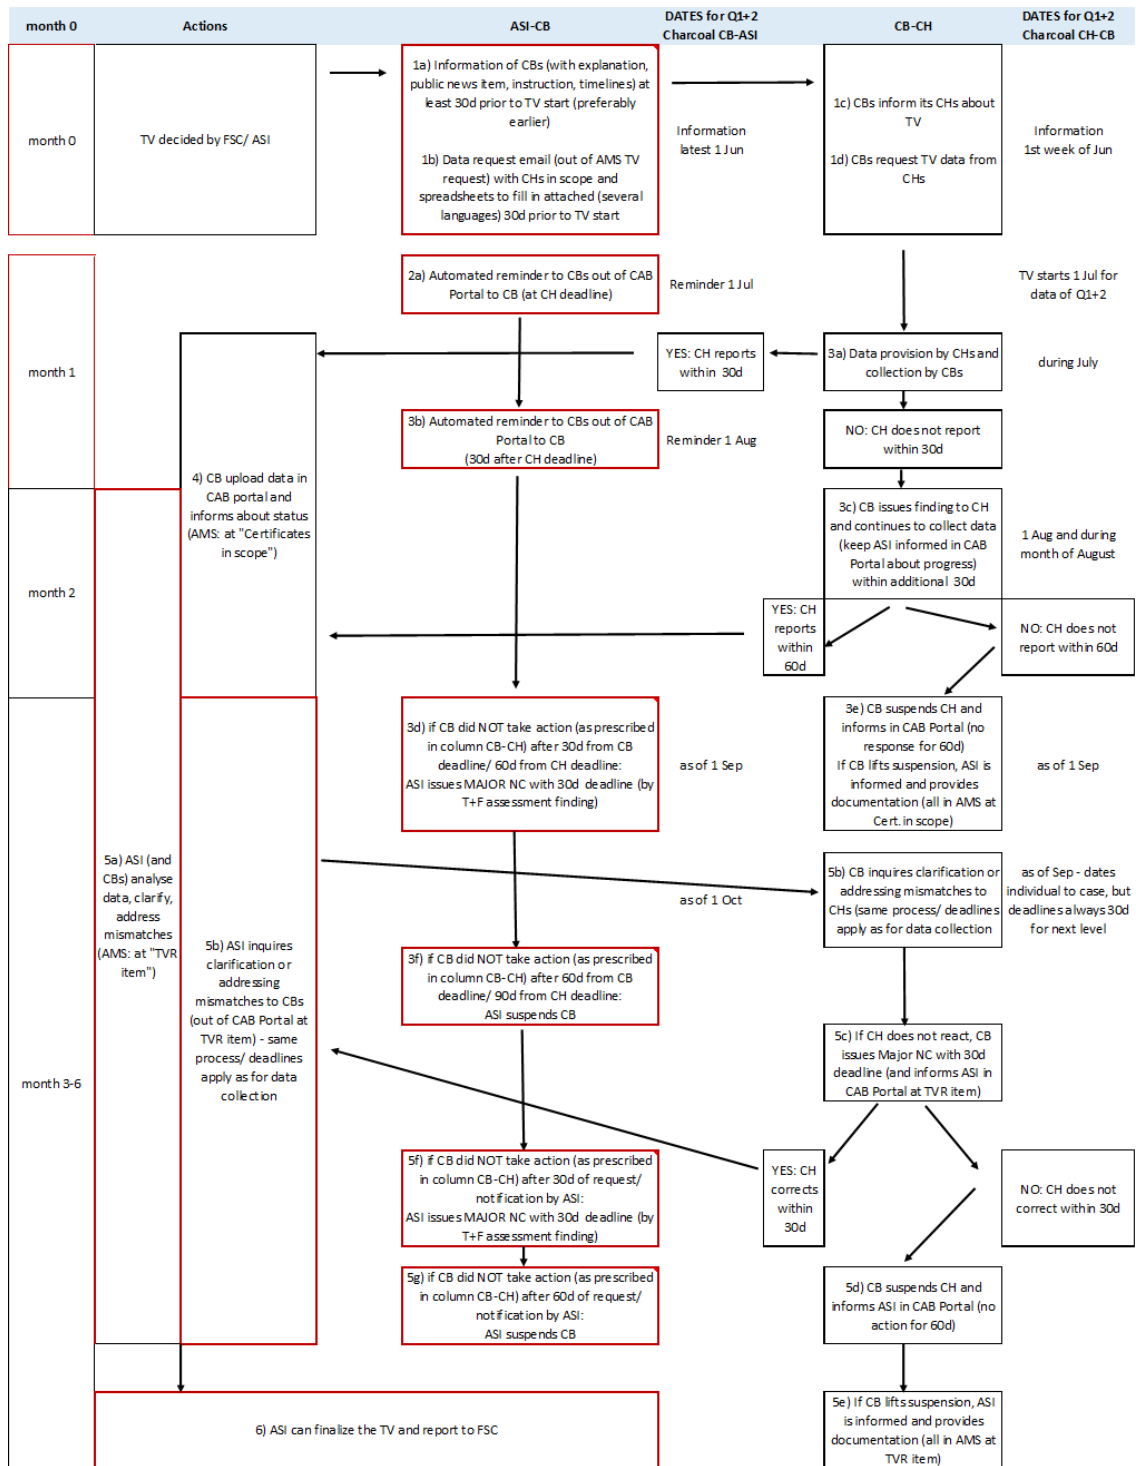 month 0
Actions
ASI-CB
DATES for Q1+2
Charcoal CB-ASI
CB-CH
DATES for Q1+2
Charcoal CH-CB
month 0
TV decided by FSC/ ASI
1a) Information of CBs (with explanation,
public news item, instruction, timelines) at
least 30d prior to TV start (preferably
earlier)
1b) Data request email (out of AMS TV
request) with CHs in scope and
spreadsheets to fill in attached (several
languages) 30d prior to TV start
Information
latest 1 Jun
1c) CBs inform its CHs about
TV
1d) CBs request TV data from
CHs
Information
1st week of Jun
month 1
2a) Automated reminder to CBs out of CAB
Portal to CB (at CH deadline)
Reminder 1 Jul
TV starts 1 Jul for
data of Q1+2
YES: CH reports
within 30d
3a) Data provision by CHs and
collection by CBs
during July
3b) Automated reminder to CBs out of CAB
Portal to CB
(30d after CH deadline)
Reminder 1 Aug
NO: CH does not report
within 30d
4) CB upload data in
CAB portal and
informs about status
(AMS: at "Certificates
in scope")
month 2
3c) CB issues finding to CH
and continues to collect data
(keep ASI informed in CAB
Portal about progress)
within additional 30d
1 Aug and during
month of August
YES: CH
reports
within
60d
NO: CH does not
report within 60d
3d) if CB did NOT take action (as prescribed
in column CB-CH) after 30d from CB
deadline/ 60d from CH deadline:
ASI issues MAJOR NC with 30d deadline (by
T+F assessment finding)
as of 1 Sep
3e) CB suspends CH and
informs in CAB Portal (no
response for 60d)
If CB lifts suspension, ASI is
informed and provides
documentation (all in AMS at
Cert. in scope)
as of 1 Sep
month 3-6
5a) ASI (and
CBs) analyse
data, clarify,
address
mismatches
(AMS: at "TVR
item")
5b) ASI inquires
clarification or
addressing
mismatches to CBs
(out of CAB Portal at
TVR item) - same
process/ deadlines
apply as for data
collection
as of 1 Oct
5b) CB inquires clarification or
addressing mismatches to
CHs (same process/ deadlines
apply as for data collection
as of Sep - dates
individual to case, but
deadlines always 30d
for next level
3f) if CB did NOT take action (as prescribed
in column CB-CH) after 60d from CB
deadline/ 90d from CH deadline:
ASI suspends CB
5c) If CH does not react, CB
issues Major NC with 30d
deadline (and informs ASI in
CAB Portal at TVR item)
5f) if CB did NOT take action (as prescribed
in column CB-CH) after 30d of request/
notification by ASI:
ASI issues MAJOR NC with 30d deadline (by
T+F assessment finding)
YES: CH
corrects
within
30d
NO: CH does not
correct within 30d
5g) if CB did NOT take action (as prescribed
in column CB-CH) after 60d of request/
notification by ASI:
ASI suspends CB
5d) CB suspends CH and
informs ASI in CAB Portal (no
action for 60d)
6) ASI can finalize the TV and report to FSC
5e) If CB lifts suspension, ASI
is informed and provides
documentation (all in AMS at
TVR item)